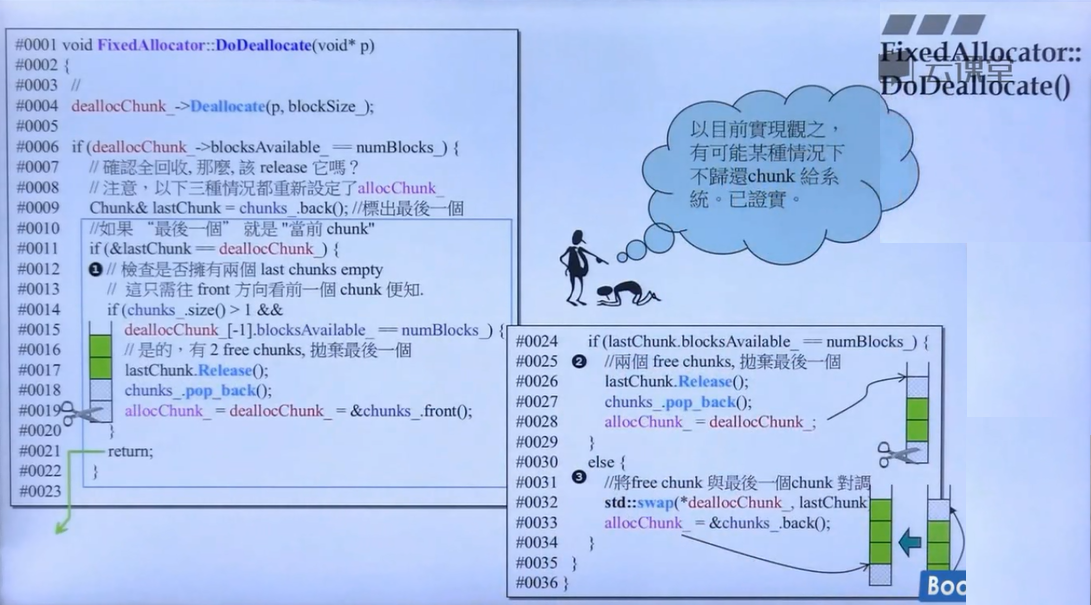 #0001 void FixedAllocator::DoDeallocate(void* p)
#0002 {
#0003 //
#0004 deallocChunk_->Deallocate(p, blockSize_);
#0005
#0006 if (deallocChunk_->blocksAvailable_ == numBlocks_) {
#0007 // 確認全回收, 那麼, 該 release 它嗎？
#0008 // 注意，以下三種情況都重新設定了allocChunk_
#0009 Chunk& lastChunk = chunks_.back(); //標出最後一個
#0010 //如果 “最後一個” 就是 "當前 chunk"
#0011 if (&lastChunk == deallocChunk_) {
#0012 ❶ // 檢查是否擁有兩個 last chunks empty
#0013 // 這只需往 front 方向看前一個 chunk 便知.
#0014 if (chunks_.size() > 1 &&
#0015 deallocChunk_[-1].blocksAvailable_ == numBlocks_) {
#0016 // 是的，有 2 free chunks, 拋棄最後一個
#0017 lastChunk.Release();
#0018 chunks_.pop_back();
#0019 allocChunk_ = deallocChunk_ = &chunks_.front();
#0020 }
#0021 return;
#0022 }
#0023
FixedAllocator::
DoDeallocate()
云课堂
以目前實現觀之，
有可能某種情況下
不歸還chunk 給系
統。已證實。
#0024 if (lastChunk.blocksAvailable_ == numBlocks_) {
#0025 ❷ //兩個 free chunks, 拋棄最後一個
#0026 lastChunk.Release();
#0027 chunks_.pop_back();
#0028 allocChunk_ = deallocChunk_;
#0029 }
#0030 else {
#0031 ❸ //將free chunk 與最後一個chunk 對調
#0032 std::swap(*deallocChunk_, lastChunk
#0033 allocChunk_ = &chunks_.back();
#0034 }
#0035 }
#0036 }
Boo